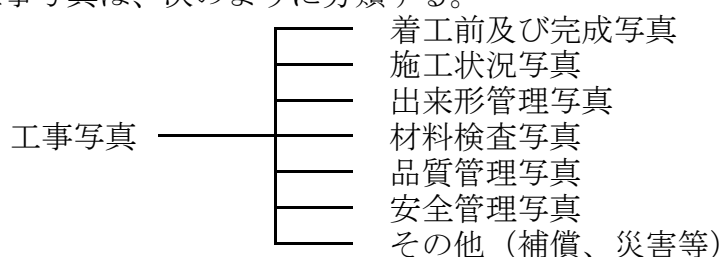 工事写真は、次のように分類する。
着工前及び完成写真
施工状況写真
出来形管理写真
工事写真
材料検査写真
品質管理写真
安全管理写真
その他（補償、災害等）